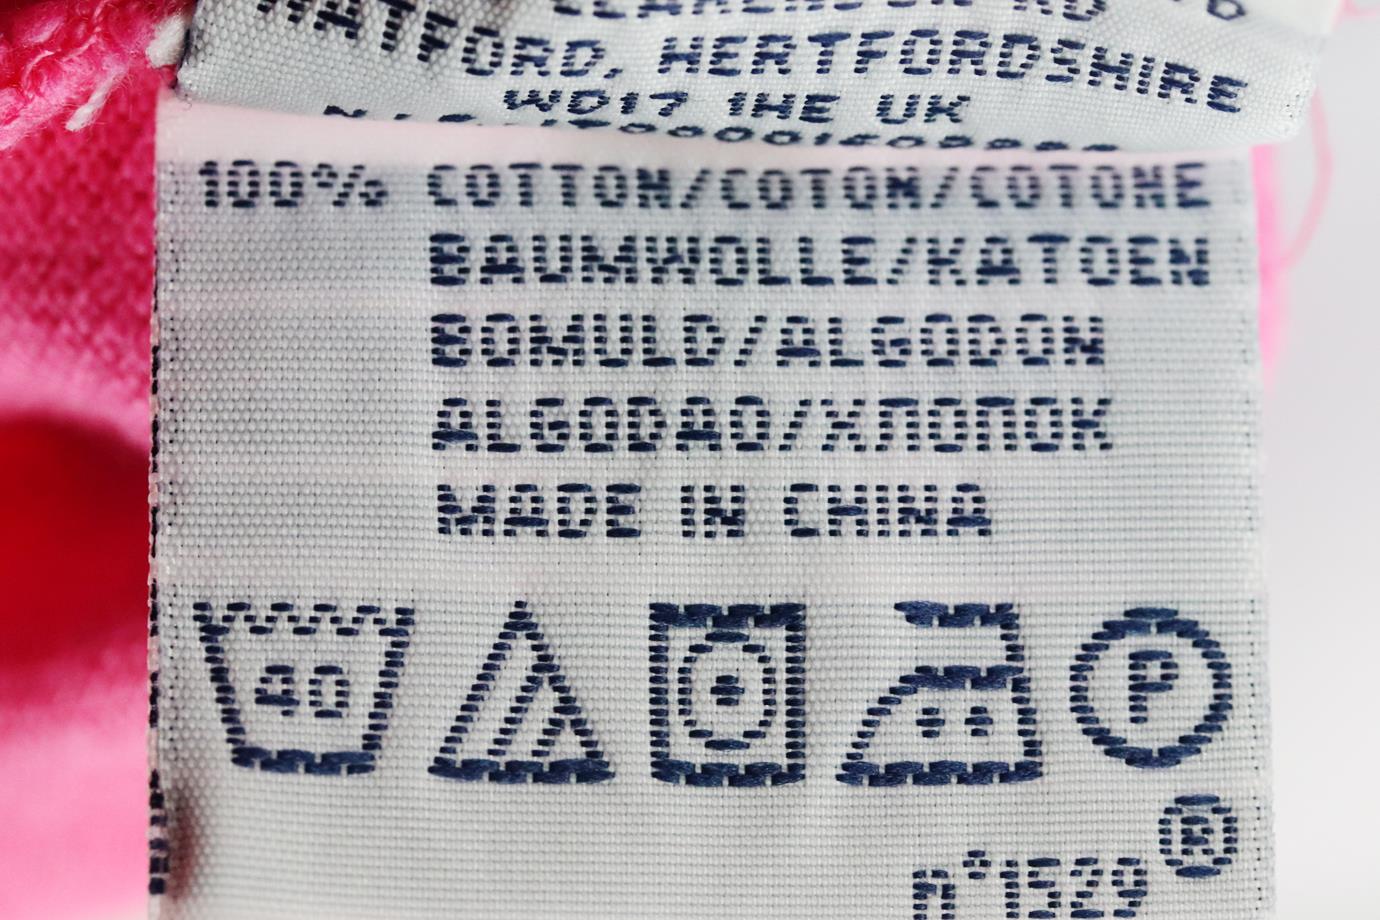 RD
WATFORD, HERTFORDSHIRE
WD17 1HE UK
100% COTTON/COTON/COTONE
BAUMWOLLE/KATOEN
BOMULD/ALGODON
ALGODAO/ХЛОПОК
MADE IN CHINA
40
P
®
n°1529